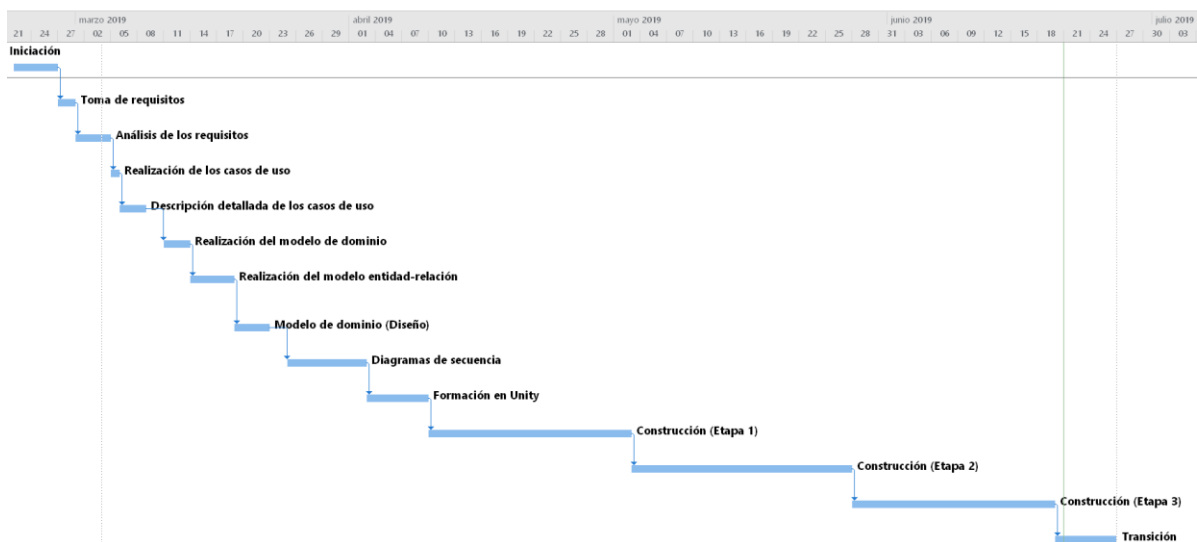 marzo 2019 abril 2019 mayo 2019 junio 2019 julio 2019
21 24 27 02 05 08 11 14 17 20 23 26 29 01 04 07 10 13 16 19 22 25 28 01 04 07 10 13 16 19 22 25 28 31 03 06 09 12 15 18 21 24 27 30 03
Iniciación
Toma de requisitos
Análisis de los requisitos
Realización de los casos de uso
Descripción detallada de los casos de uso
Realización del modelo de dominio
Realización del modelo entidad-relación
Modelo de dominio (Diseño)
Diagramas de secuencia
Formación en Unity
Construcción (Etapa 1)
Construcción (Etapa 2)
Construcción (Etapa 3)
Transición